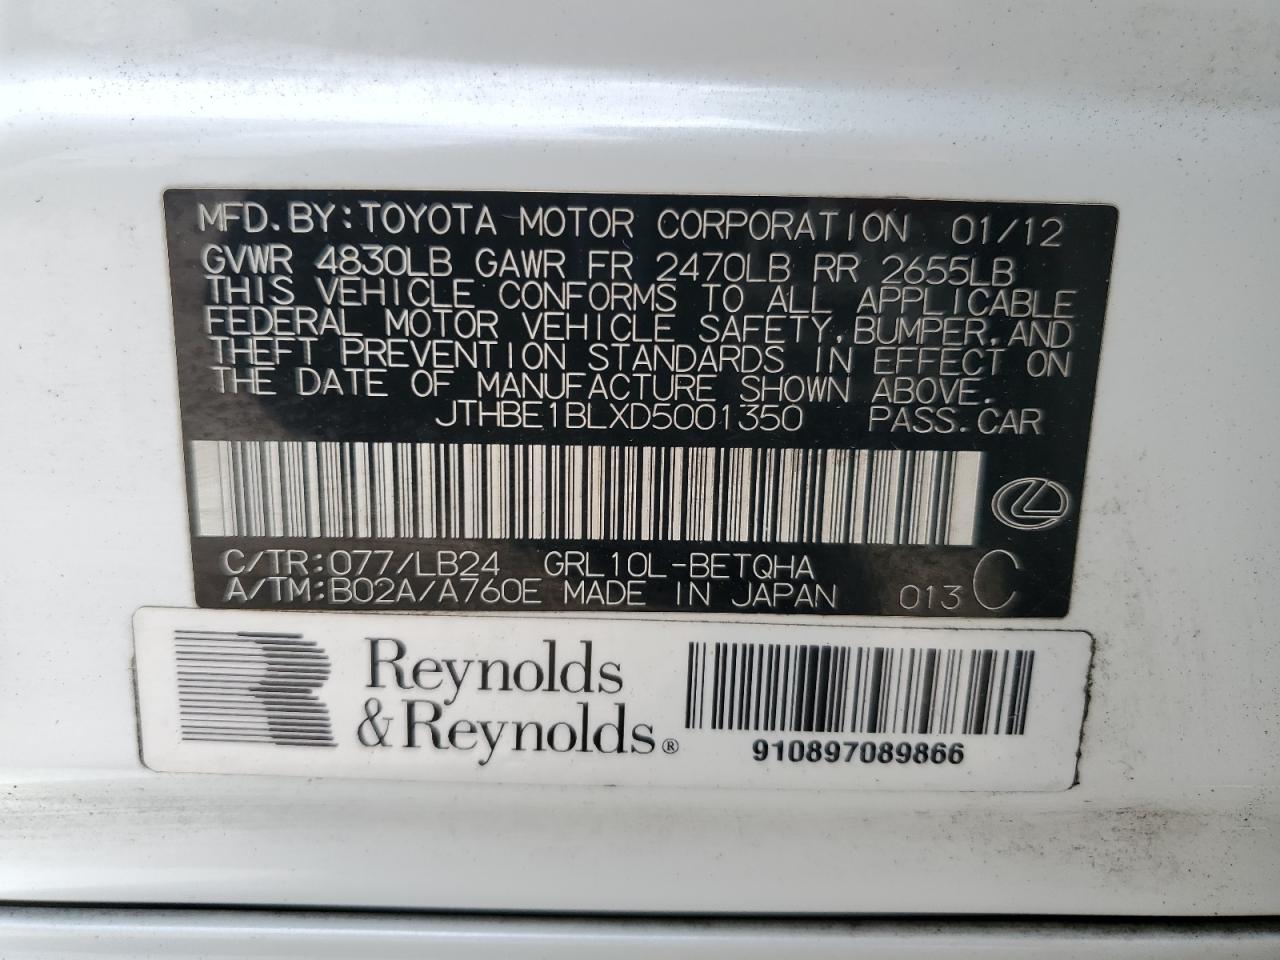 MFD. BY: TOYOTA MOTOR CORPORATION 01/12
GVWR 4830LB GAWR FR 2470LB RR 2655LB
THIS VEHICLE CONFORMS TO ALL APPLICABLE
FEDERAL MOTOR VEHICLE SAFETY, BUMPER, AND
THEFT PREVENTION STANDARDS IN EFFECT ON
THE DATE OF MANUFACTURE SHOWN ABOVE.
JTHBE1BLXD5001350 PASS. CAR
C/TR: 077/LB24 GRL10L-BETQHA
A/TM: B02A/A760E MADE IN JAPAN 013 C
Reynolds
& Reynolds®
910897089866